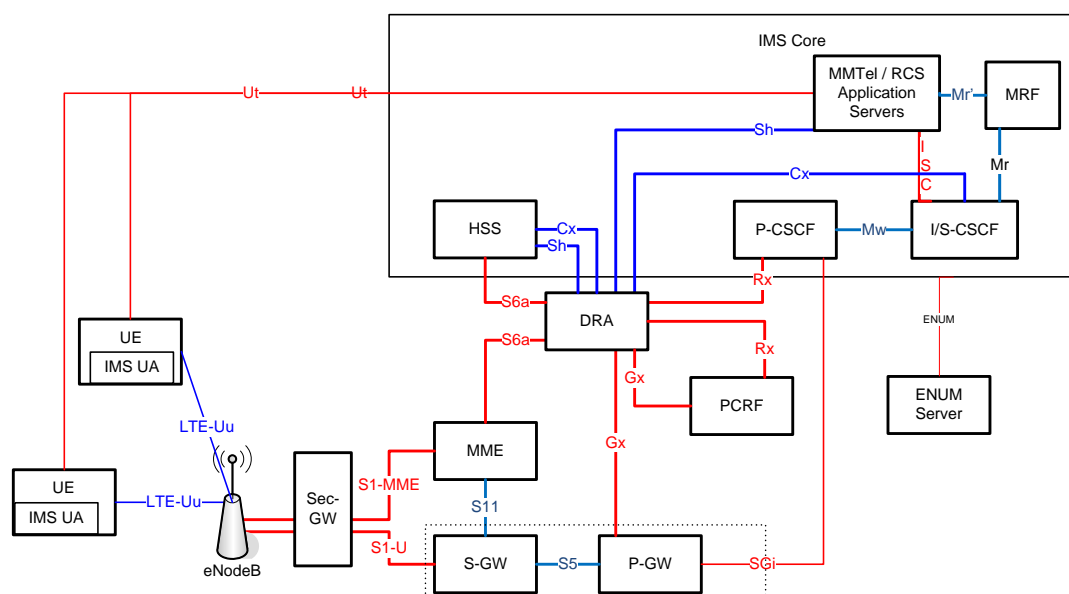 IMS Core
MMTel / RCS
Application
Servers
MRF
Mr'
Ut
Ut
Sh
I
S
C
Mr
Cx
HSS
Cx
Sh
P-CSCF
Mw
I/S-CSCF
Rx
S6a
DRA
ENUM
UE
IMS UA
S6a
Rx
Gx
PCRF
ENUM
Server
LTE-Uu
MME
Gx
UE
IMS UA
LTE-Uu
Sec-
GW
S1-MME
S11
S1-U
S-GW
S5
P-GW
SGi
eNodeB